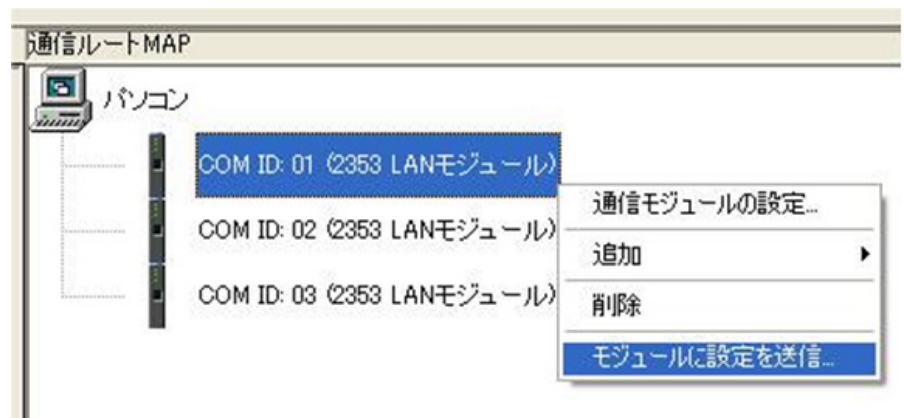 通信ルートMAP
パソコン
COM ID: 01 (2353 LANモジュール)
COM ID: 02 (2353 LANモジュール)
COM ID: 03 (2353 LANモジュール)
通信モジュールの設定...
追加
削除
モジュールに設定を送信...